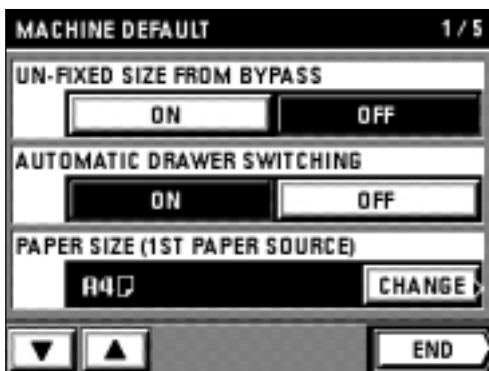 MACHINE DEFAULT 1/5
UN-FIXED SIZE FROM BYPASS
ON OFF
AUTOMATIC DRAWER SWITCHING
ON OFF
PAPER SIZE (1ST PAPER SOURCE)
A4 CHANGE
END